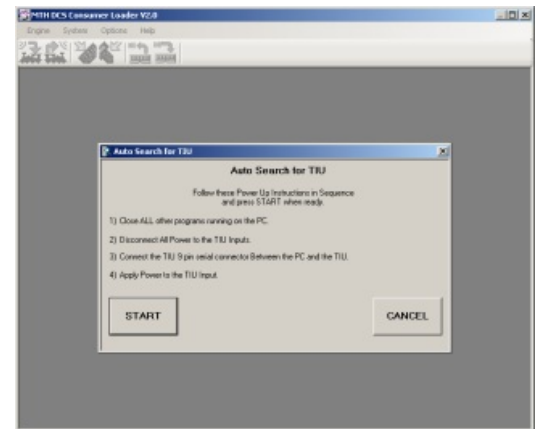 MTH DCS Consumer Loader V2.0
Engine System Options Help
Auto Search for TIU
Auto Search for TIU
Follow these Power Up Instructions in Sequence
and press START when ready.
1) Close ALL other programs running on the PC.
2) Disconnect All Power to the TIU Inputs.
3) Connect the TIU 9 pin serial connector Between the PC and the TIU.
4) Apply Power to the TIU Input.
START CANCEL